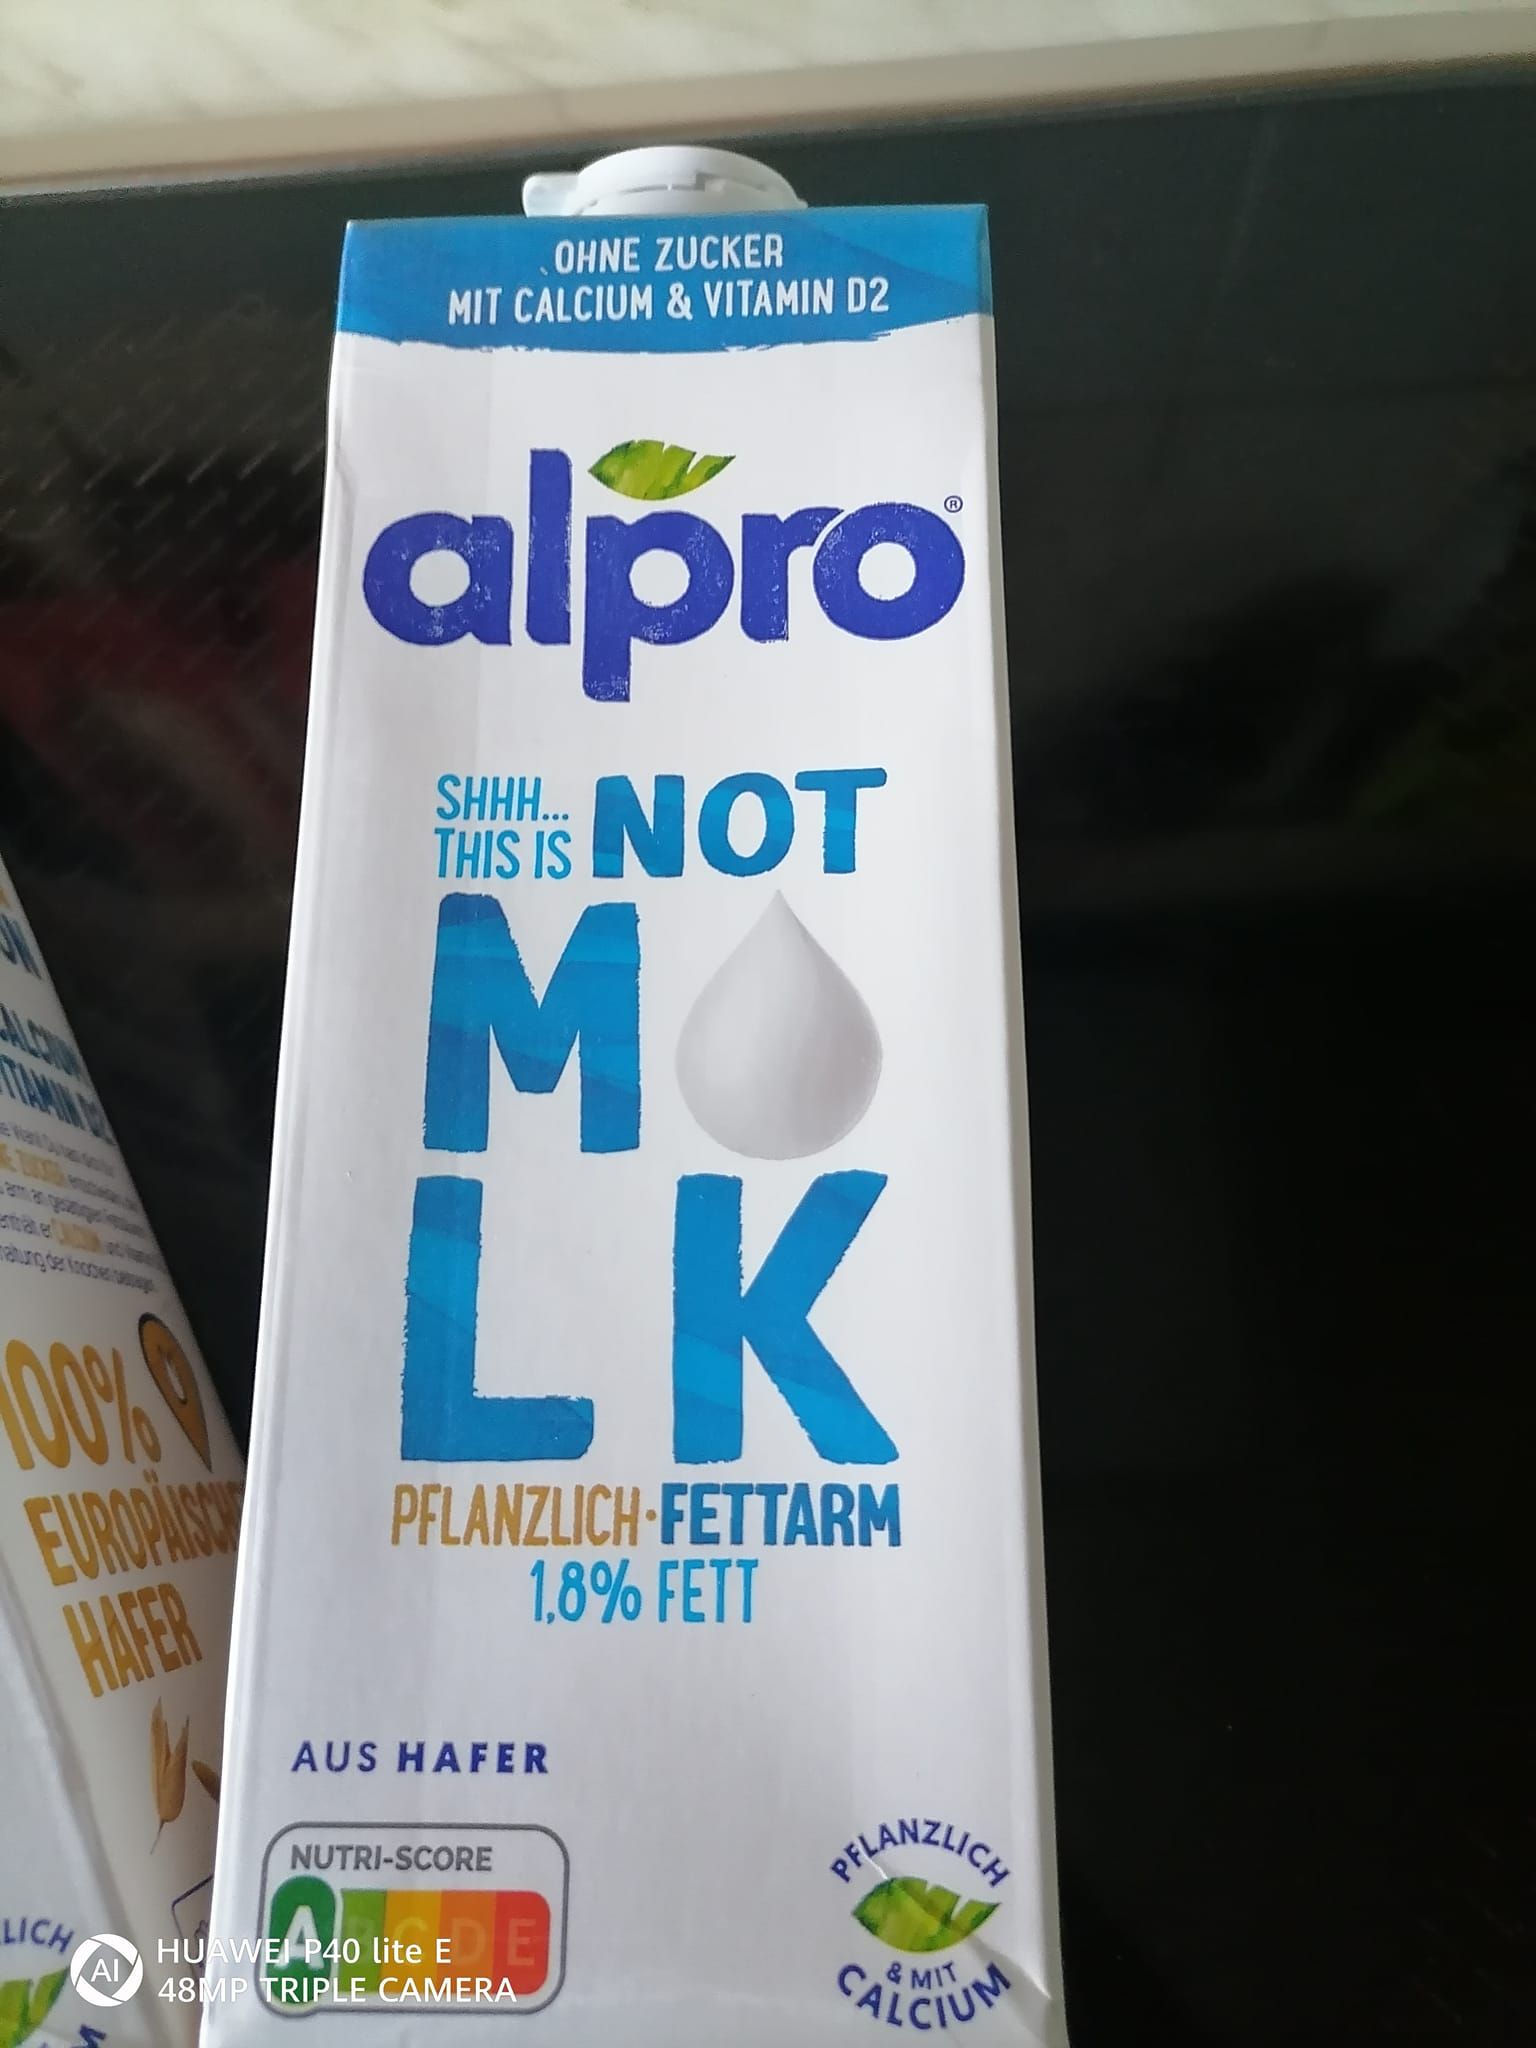 OHNE ZUCKER
MIT CALCIUM & VITAMIN D2
alpro®
SHHH...
THIS IS NOT
M LK
PFLANZLICH·FETTARM
1,8% FETT
AUS HAFER
NUTRI-SCORE
A B C D E
PFLANZLICH
& MIT
CALCIUM
100%
EUROPÄISCH
HAFER
AI
HUAWEI P40 lite E
48MP TRIPLE CAMERA